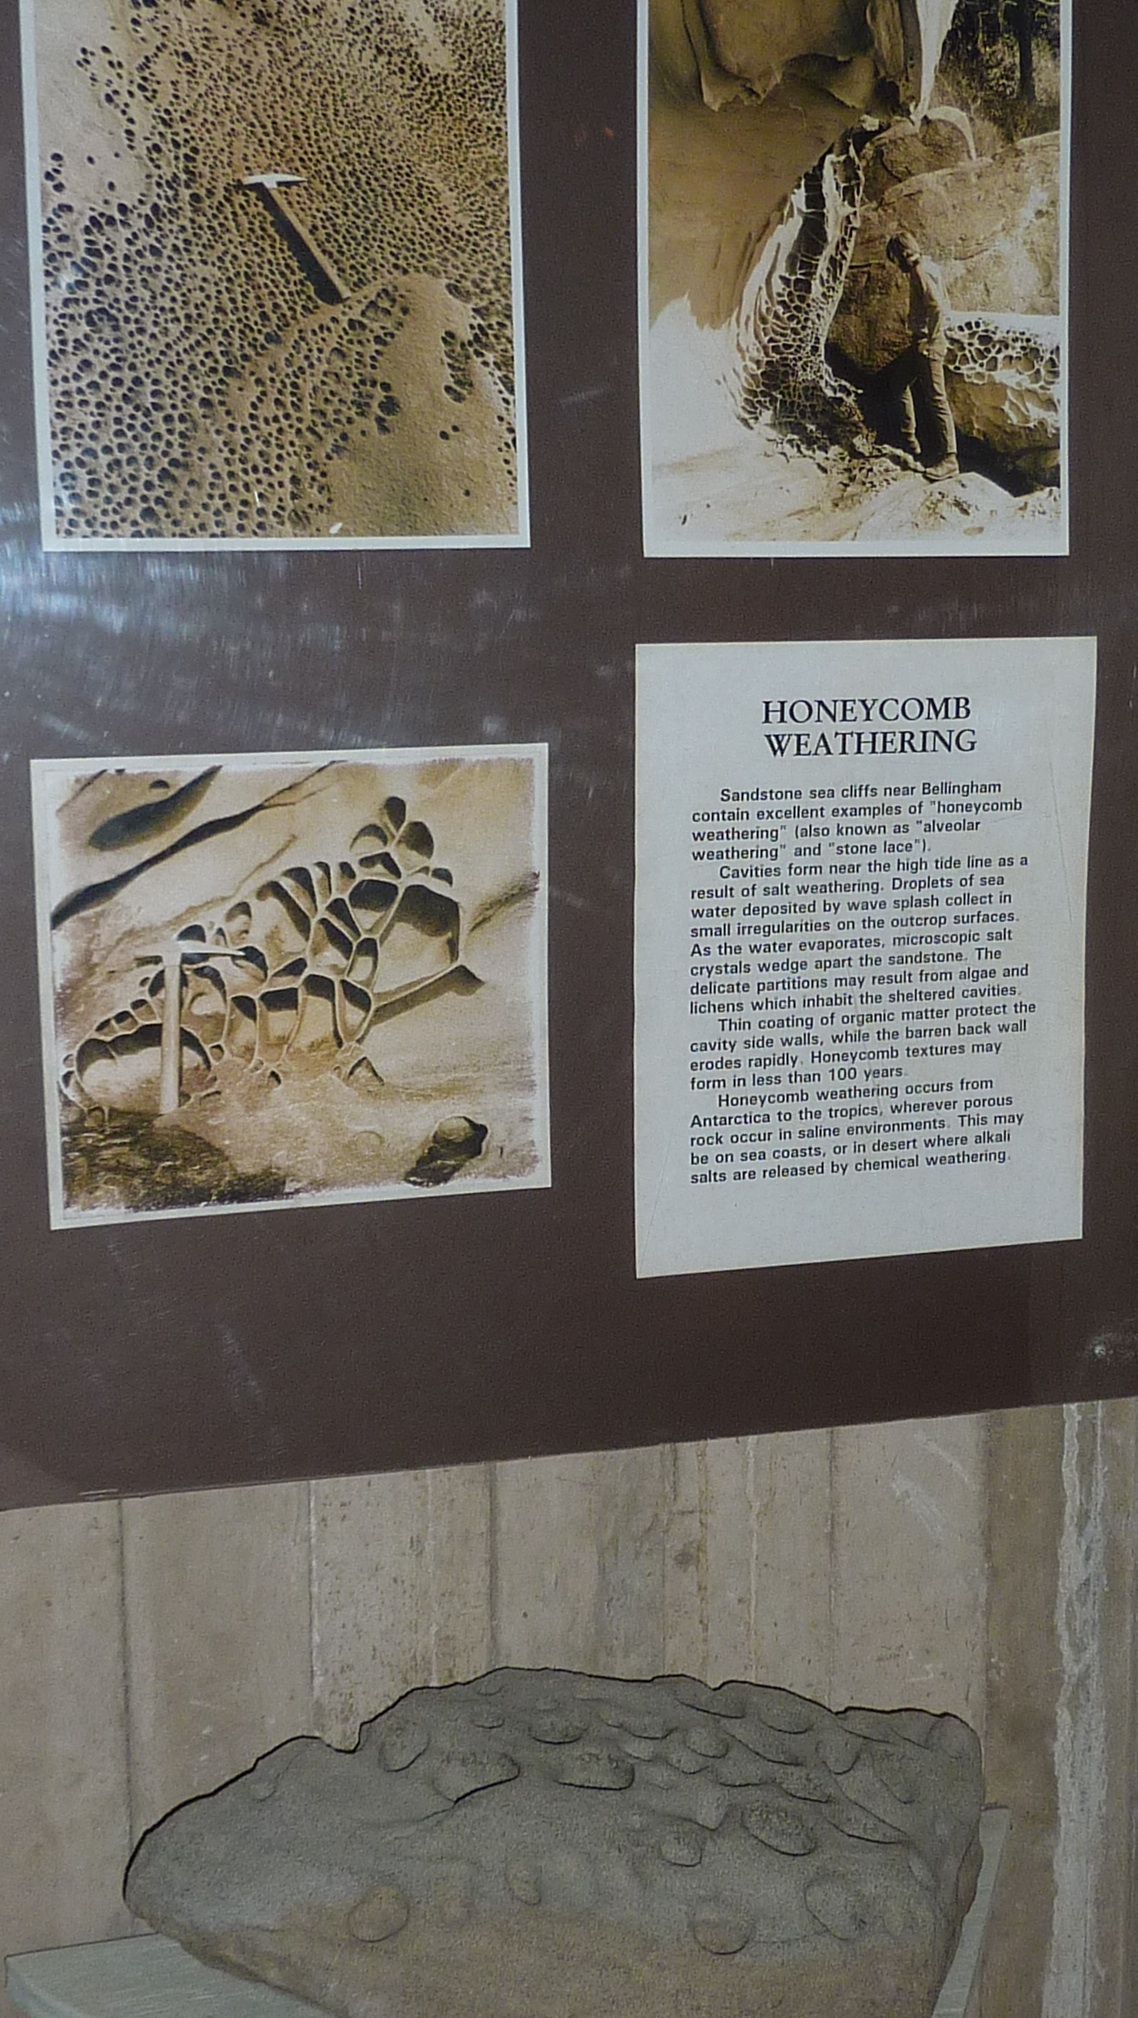 HONEYCOMB
WEATHERING
Sandstone sea cliffs near Bellingham
contain excellent examples of "honeycomb
weathering" (also known as "alveolar
weathering" and "stone lace").
Cavities form near the high tide line as a
result of salt weathering. Droplets of sea
water deposited by wave splash collect in
small irregularities on the outcrop surfaces.
As the water evaporates, microscopic salt
crystals wedge apart the sandstone. The
delicate partitions may result from algae and
lichens which inhabit the sheltered cavities.
Thin coating of organic matter protect the
cavity side walls, while the barren back wall
erodes rapidly. Honeycomb textures may
form in less than 100 years.
Honeycomb weathering occurs from
Antarctica to the tropics, wherever porous
rock occur in saline environments. This may
be on sea coasts, or in desert where alkali
salts are released by chemical weathering.